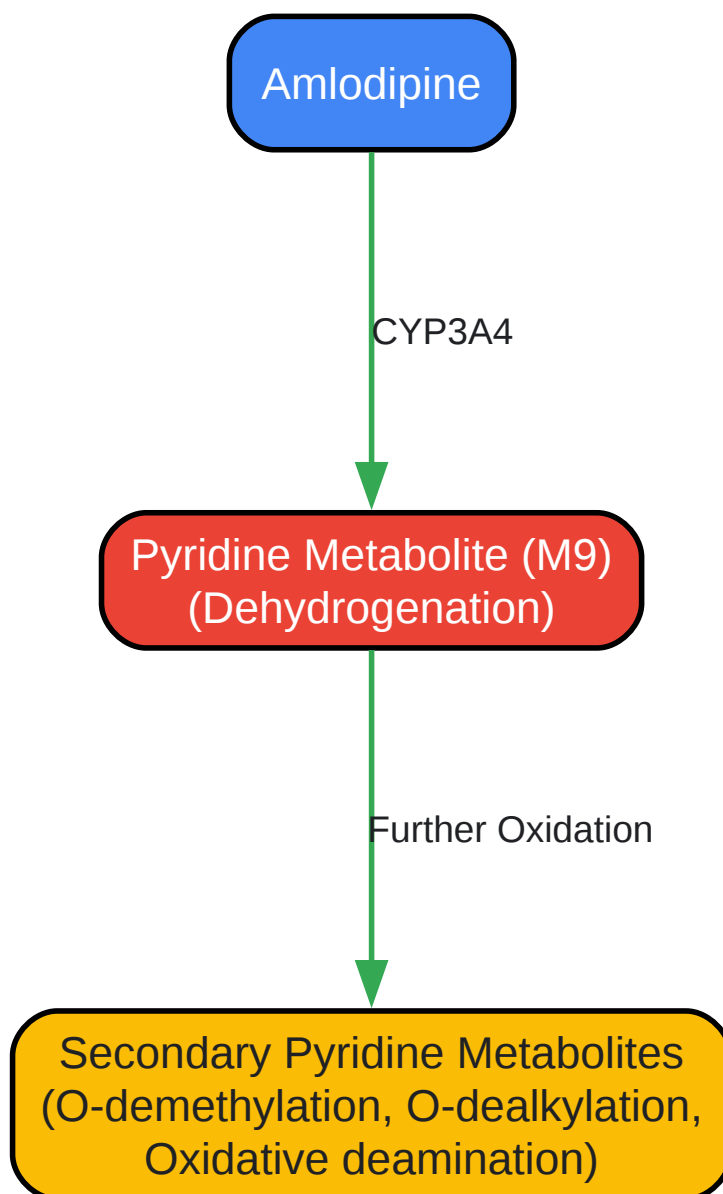 Amlodipine
CYP3A4
Pyridine Metabolite (M9)
(Dehydrogenation)
Further Oxidation
Secondary Pyridine Metabolites
(O-demethylation, O-dealkylation,
Oxidative deamination)